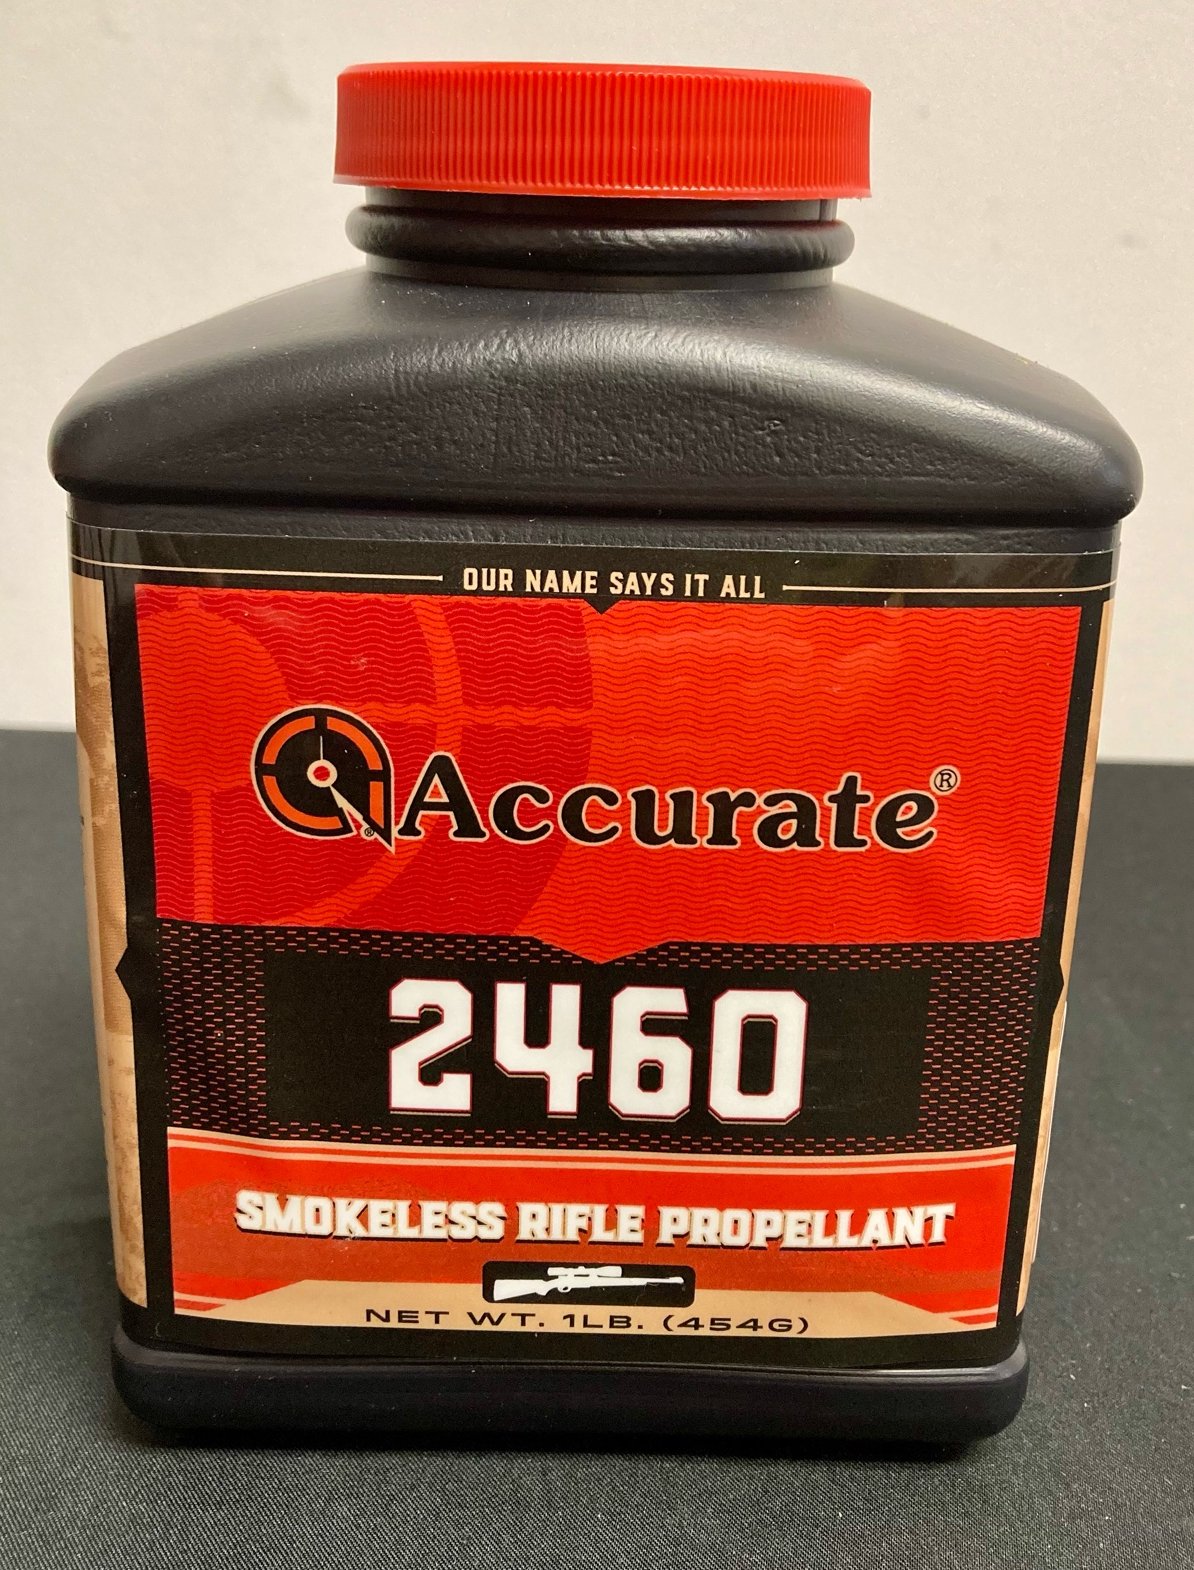 OUR NAME SAYS IT ALL
Accurate®
2460
SMOKELESS RIFLE PROPELLANT
NET WT. 1LB. (454G)